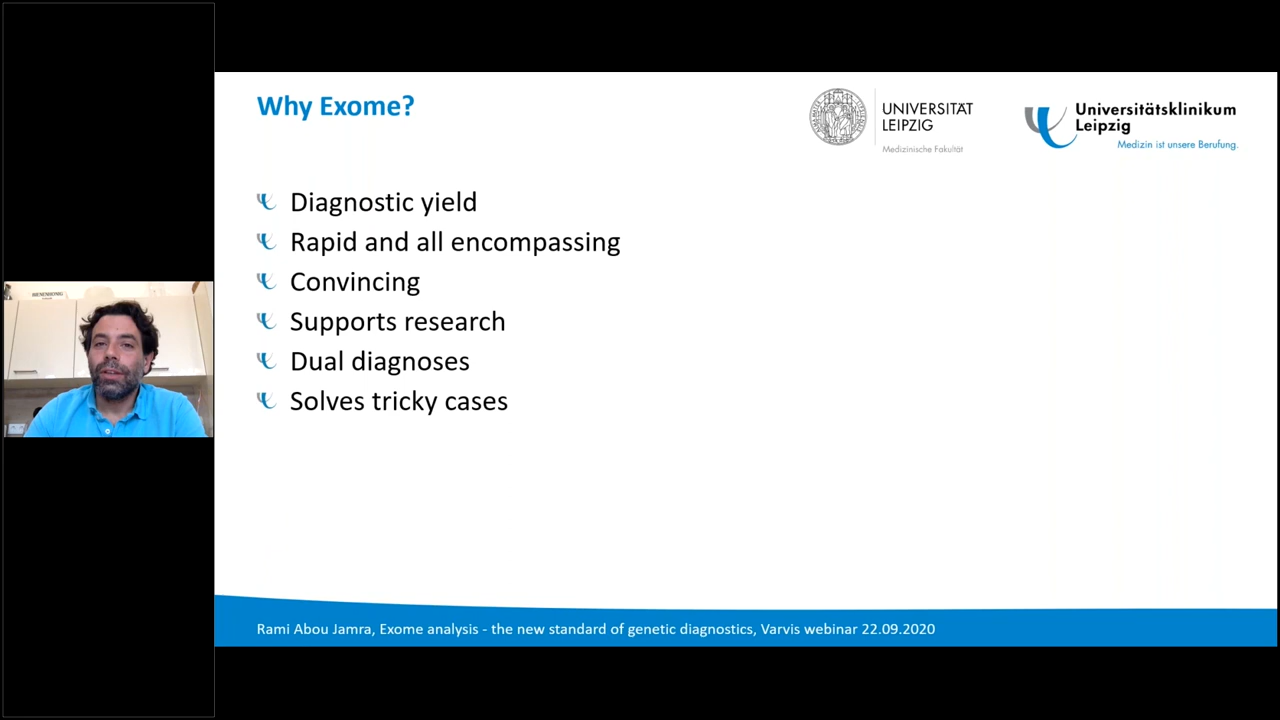 Why Exome?
UNIVERSITÄT
LEIPZIG
Medizinische Fakultät
Universitätsklinikum
Leipzig
Medizin ist unsere Berufung.
Diagnostic yield
Rapid and all encompassing
Convincing
Supports research
Dual diagnoses
Solves tricky cases
BIENENHONIG
Rami Abou Jamra, Exome analysis - the new standard of genetic diagnostics, Varvis webinar 22.09.2020